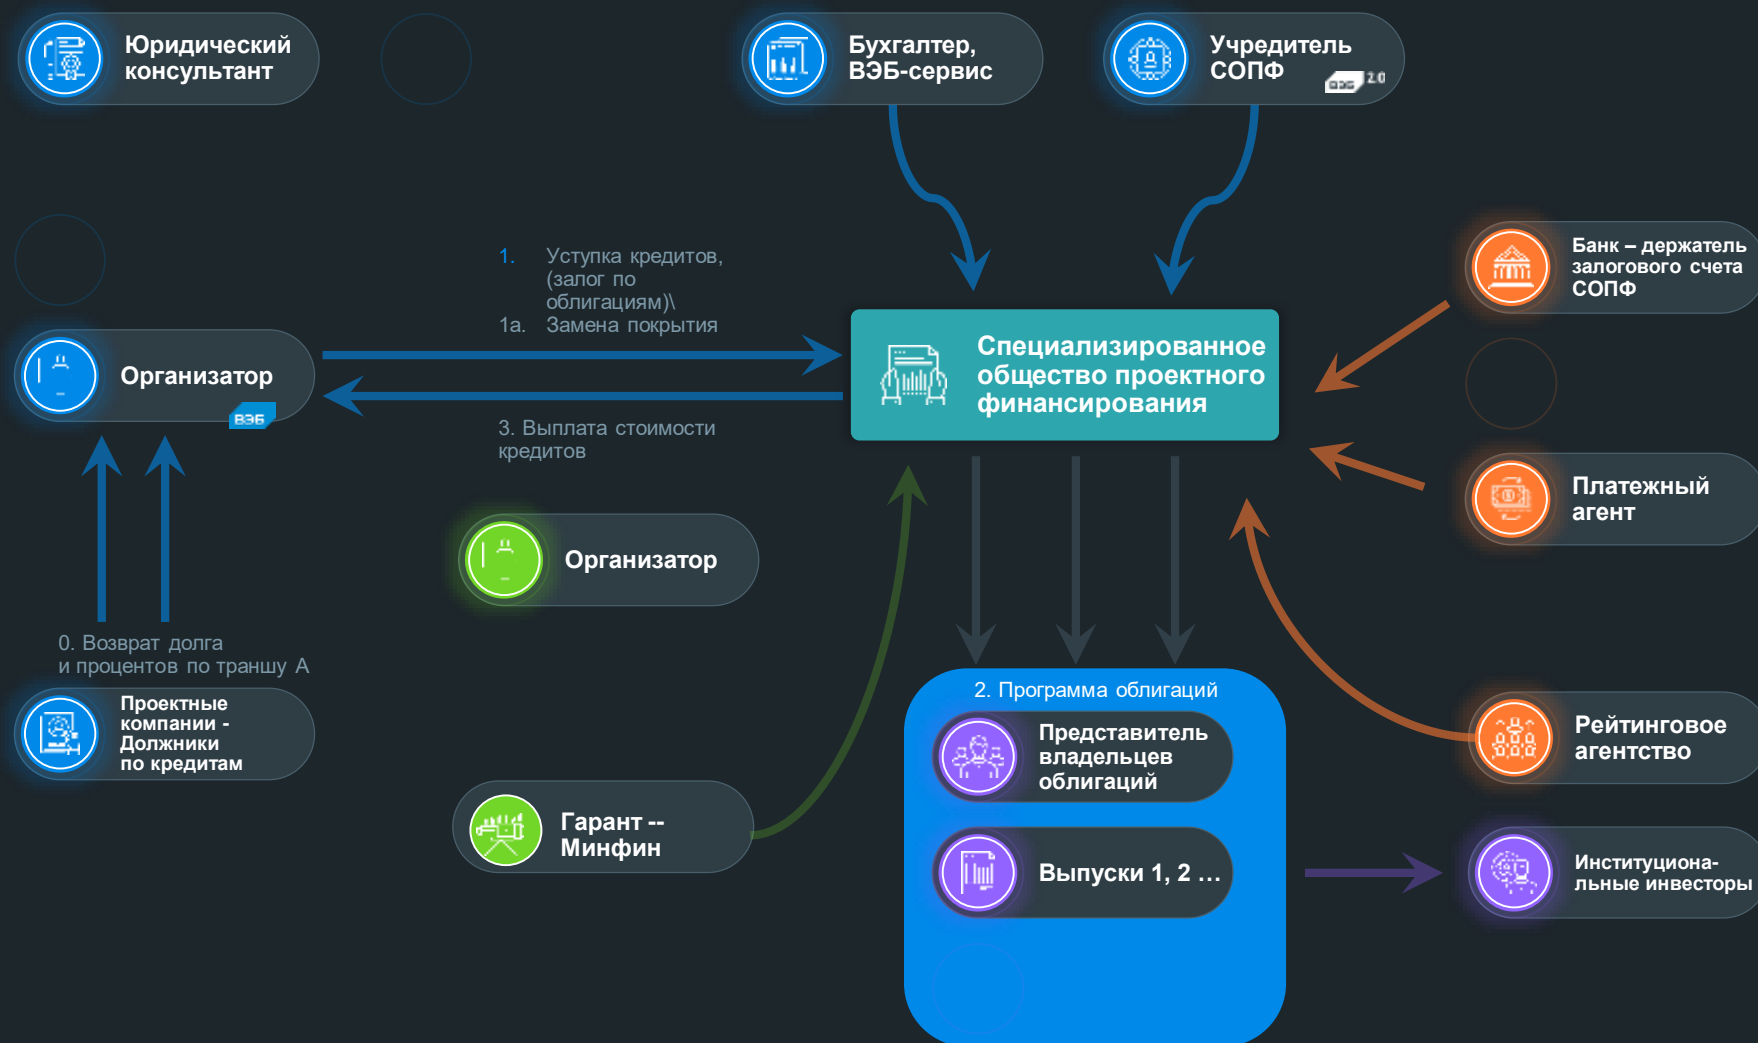 Юридический
консультант
Бухгалтер,
ВЭБ-сервис
Учредитель
СОПФ
ВЭБ 2.0
1. Уступка кредитов,
(залог по
облигациям)\
1а. Замена покрытия
Банк – держатель
залогового счета
СОПФ
Организатор
ВЭБ
Специализированное
общество проектного
финансирования
3. Выплата стоимости
кредитов
Платежный
агент
Организатор
0. Возврат долга
и процентов по траншу А
Проектные
компании -
Должники
по кредитам
2. Программа облигаций
Представитель
владельцев
облигаций
Рейтинговое
агентство
Гарант --
Минфин
Выпуски 1, 2 ...
Институциона-
льные инвесторы